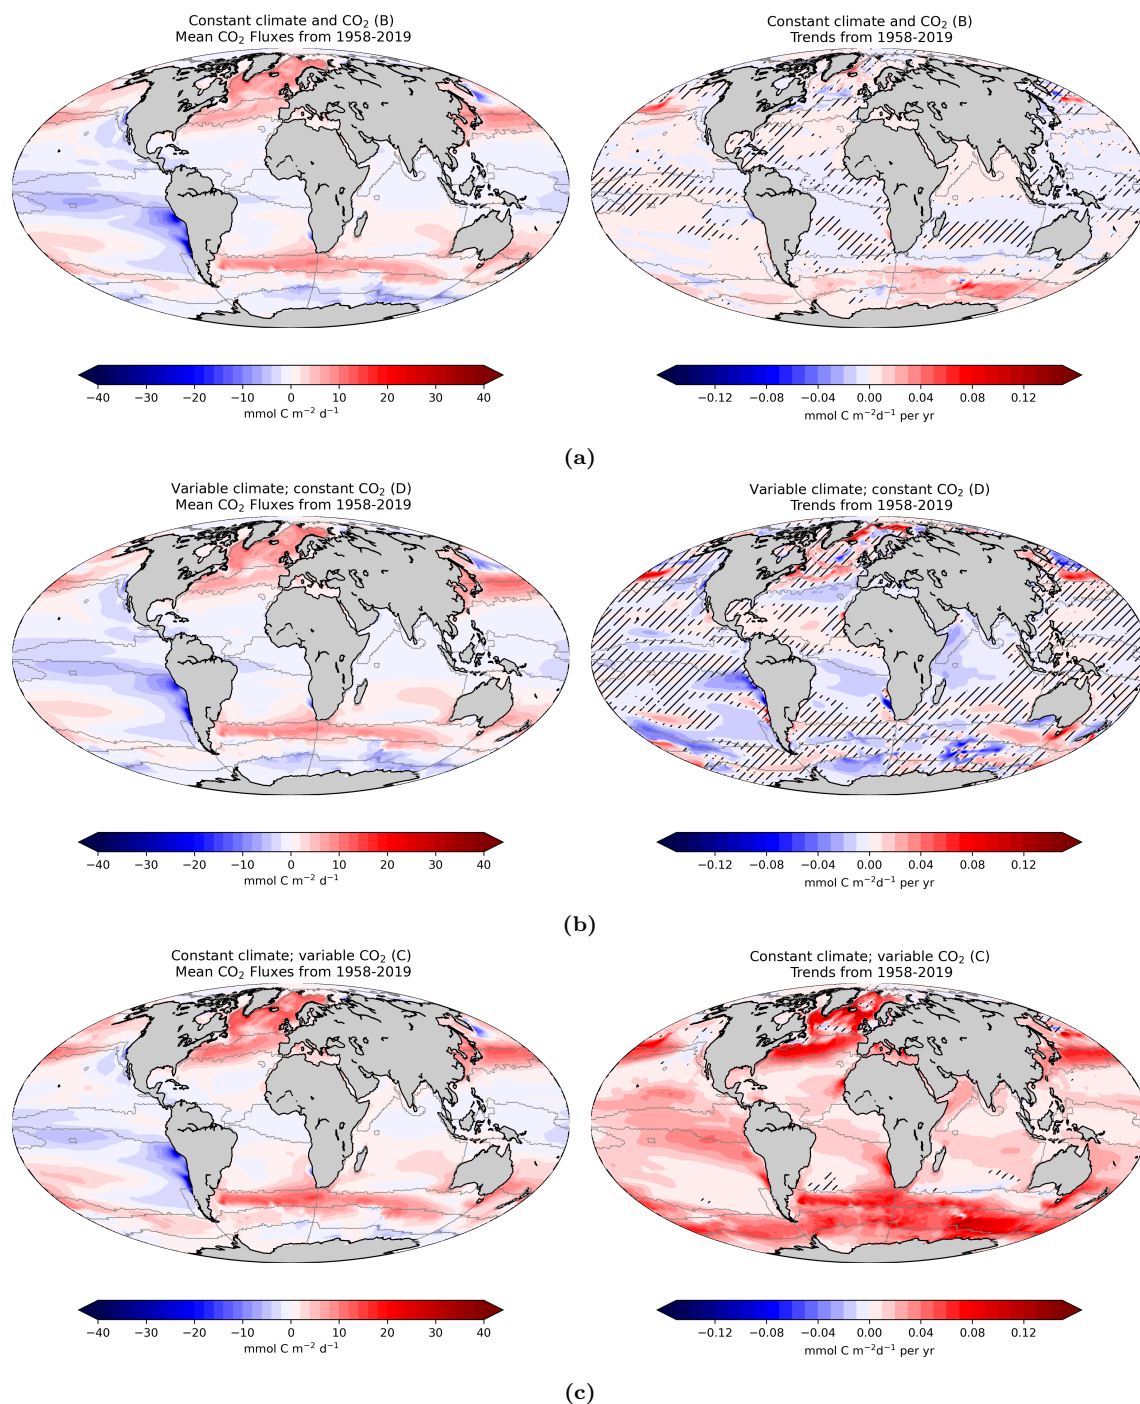 Constant climate and CO₂ (B)
Mean CO₂ Fluxes from 1958-2019
−40 −30 −20 −10 0 10 20 30 40
mmol C m⁻² d⁻¹
Constant climate and CO₂ (B)
Trends from 1958-2019
−0.12 −0.08 −0.04 0.00 0.04 0.08 0.12
mmol C m⁻²d⁻¹ per yr
(a)
Variable climate; constant CO₂ (D)
Mean CO₂ Fluxes from 1958-2019
−40 −30 −20 −10 0 10 20 30 40
mmol C m⁻² d⁻¹
Variable climate; constant CO₂ (D)
Trends from 1958-2019
−0.12 −0.08 −0.04 0.00 0.04 0.08 0.12
mmol C m⁻²d⁻¹ per yr
(b)
Constant climate; variable CO₂ (C)
Mean CO₂ Fluxes from 1958-2019
−40 −30 −20 −10 0 10 20 30 40
mmol C m⁻² d⁻¹
Constant climate; variable CO₂ (C)
Trends from 1958-2019
−0.12 −0.08 −0.04 0.00 0.04 0.08 0.12
mmol C m⁻²d⁻¹ per yr
(c)